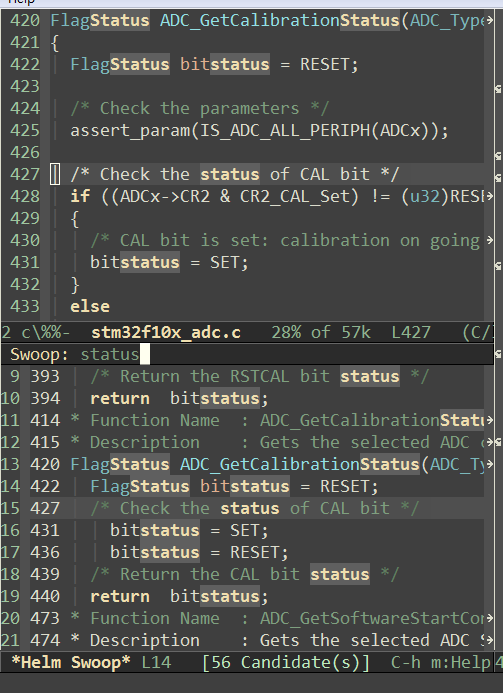 Help
420 FlagStatus ADC_GetCalibrationStatus(ADC_Type
421 {
422 FlagStatus bitstatus = RESET;
423
424 /* Check the parameters */
425 assert_param(IS_ADC_ALL_PERIPH(ADCx));
426
427 /* Check the status of CAL bit */
428 if ((ADCx->CR2 & CR2_CAL_Set) != (u32)RESE
429 {
430 /* CAL bit is set: calibration on going
431 bitstatus = SET;
432 }
433 else
2 c\%%- stm32f10x_adc.c 28% of 57k L427 (C/
Swoop: status
9 393 /* Return the RSTCAL bit status */
10 394 return bitstatus;
11 414 * Function Name : ADC_GetCalibrationStatu
12 415 * Description : Gets the selected ADC c
13 420 FlagStatus ADC_GetCalibrationStatus(ADC_Ty
14 422 FlagStatus bitstatus = RESET;
15 427 /* Check the status of CAL bit */
16 431 bitstatus = SET;
17 436 bitstatus = RESET;
18 439 /* Return the CAL bit status */
19 440 return bitstatus;
20 473 * Function Name : ADC_GetSoftwareStartCon
21 474 * Description : Gets the selected ADC
*Helm Swoop* L14 [56 Candidate(s)] C-h m:Help 4